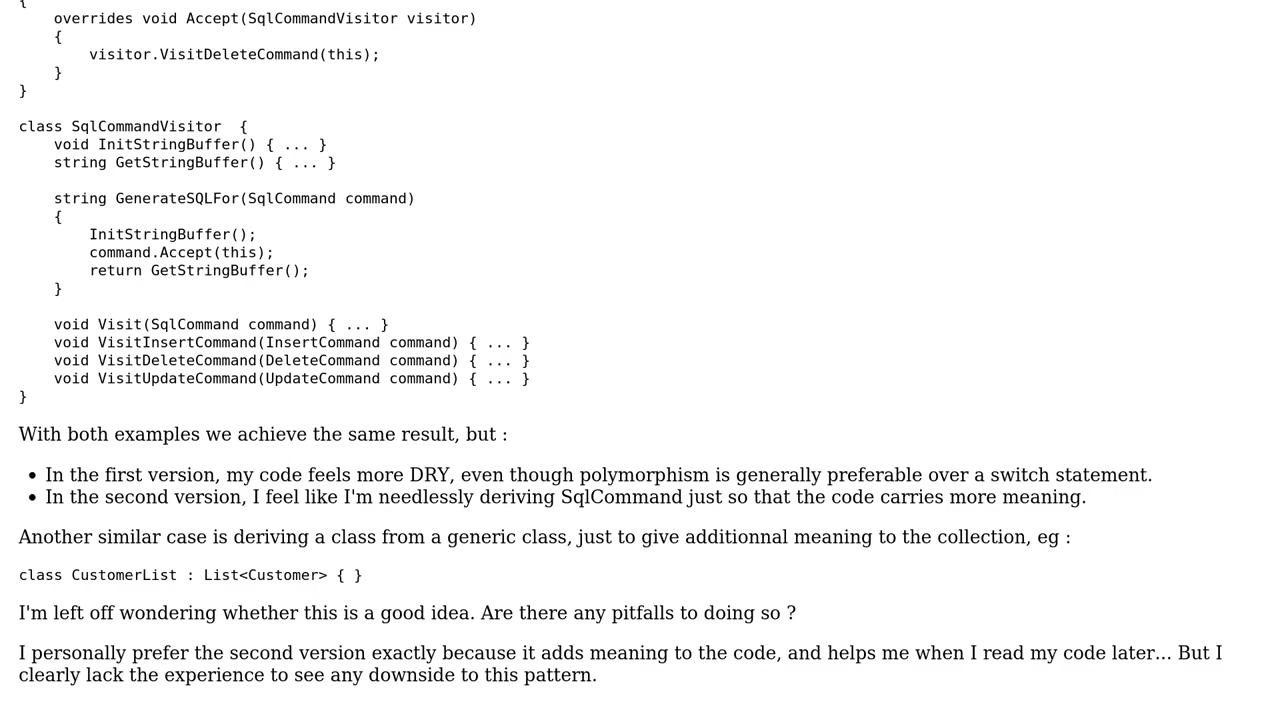 {
    overrides void Accept(SqlCommandVisitor visitor)
    {
        visitor.VisitDeleteCommand(this);
    }
}

class SqlCommandVisitor  {
    void InitStringBuffer() { ... }
    string GetStringBuffer() { ... }

    string GenerateSQLFor(SqlCommand command)
    {
        InitStringBuffer();
        command.Accept(this);
        return GetStringBuffer();
    }

    void Visit(SqlCommand command) { ... }
    void VisitInsertCommand(InsertCommand command) { ... }
    void VisitDeleteCommand(DeleteCommand command) { ... }
    void VisitUpdateCommand(UpdateCommand command) { ... }
}
With both examples we achieve the same result, but :
• In the first version, my code feels more DRY, even though polymorphism is generally preferable over a switch statement.
• In the second version, I feel like I'm needlessly deriving SqlCommand just so that the code carries more meaning.
Another similar case is deriving a class from a generic class, just to give additionnal meaning to the collection, eg :
class CustomerList : List<Customer> { }
I'm left off wondering whether this is a good idea. Are there any pitfalls to doing so ?
I personally prefer the second version exactly because it adds meaning to the code, and helps me when I read my code later... But I
clearly lack the experience to see any downside to this pattern.